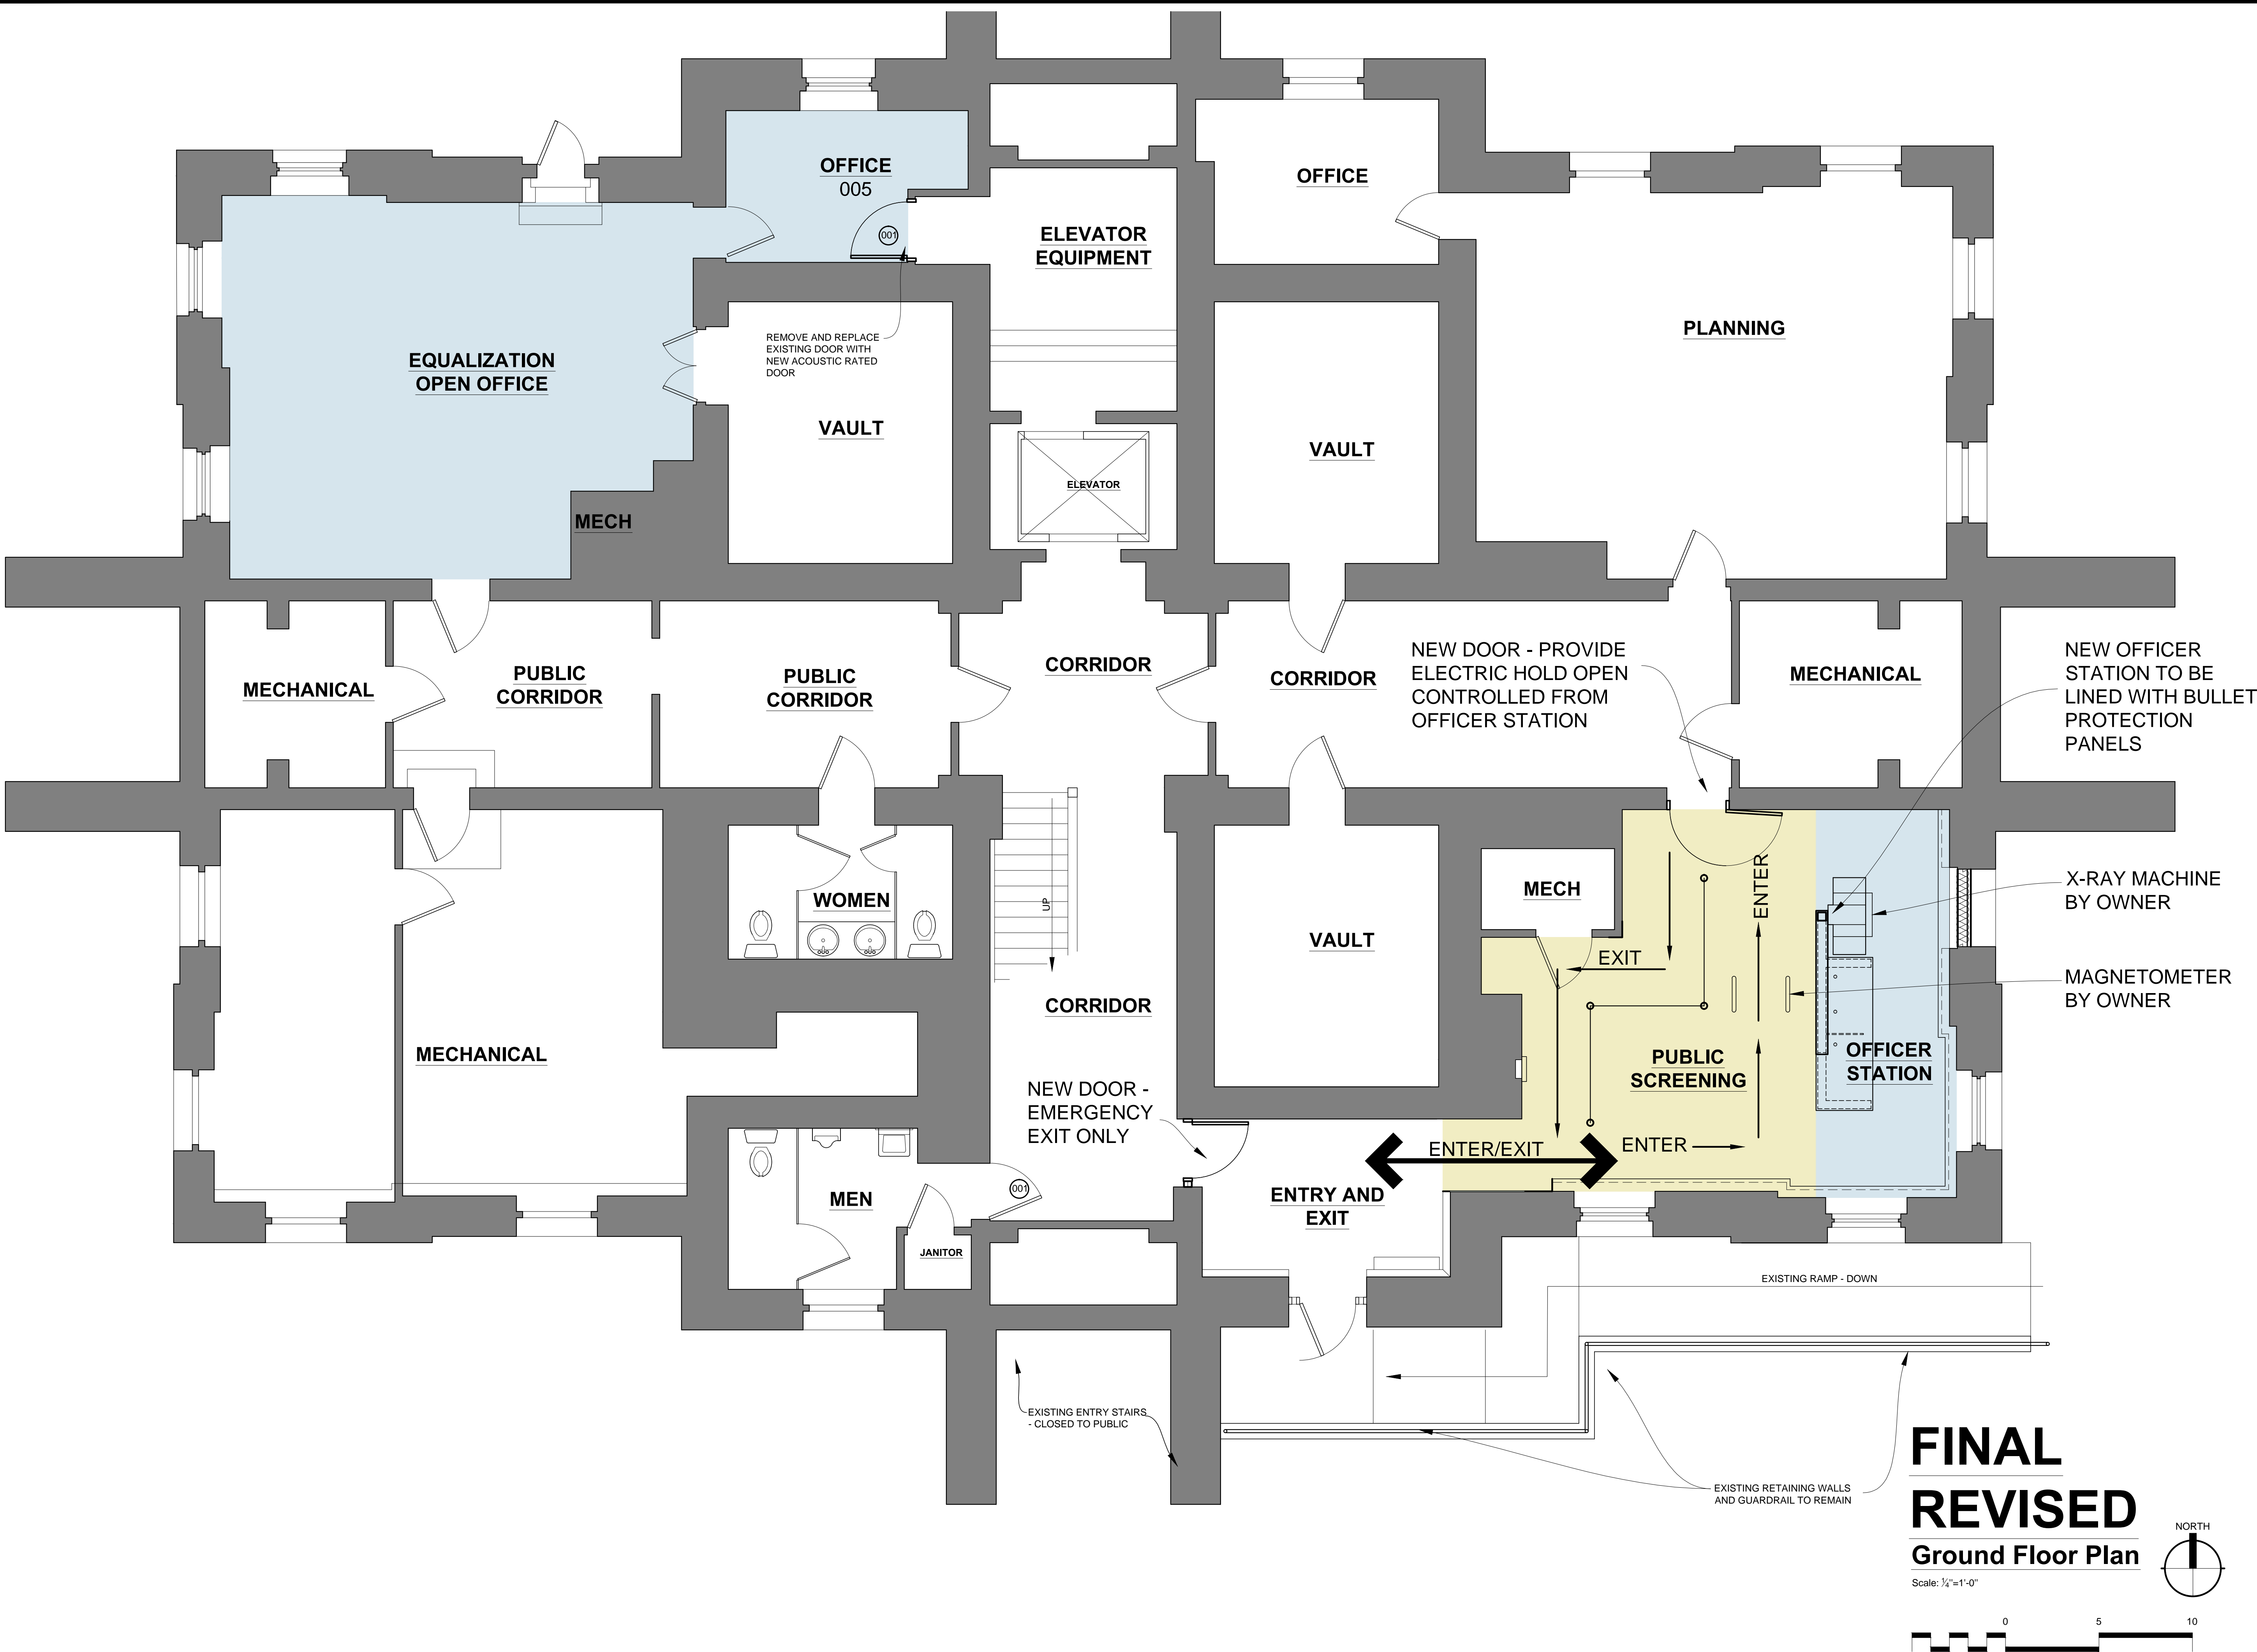 OFFICE
005
001
ELEVATOR
EQUIPMENT
OFFICE
PLANNING
EQUALIZATION
OPEN OFFICE
REMOVE AND REPLACE
EXISTING DOOR WITH
NEW ACOUSTIC RATED
DOOR
VAULT
VAULT
ELEVATOR
MECH
MECHANICAL
PUBLIC
CORRIDOR
PUBLIC
CORRIDOR
CORRIDOR
CORRIDOR
NEW DOOR - PROVIDE
ELECTRIC HOLD OPEN
CONTROLLED FROM
OFFICER STATION
MECHANICAL
NEW OFFICER
STATION TO BE
LINED WITH BULLET
PROTECTION
PANELS
X-RAY MACHINE
BY OWNER
MAGNETOMETER
BY OWNER
WOMEN
UP
VAULT
MECH
ENTER
EXIT
CORRIDOR
MECHANICAL
PUBLIC
SCREENING
OFFICER
STATION
NEW DOOR -
EMERGENCY
EXIT ONLY
ENTER/EXIT
ENTER
ENTRY AND
EXIT
MEN
001
JANITOR
EXISTING RAMP - DOWN
EXISTING ENTRY STAIRS
- CLOSED TO PUBLIC
EXISTING RETAINING WALLS
AND GUARDRAIL TO REMAIN
FINAL
REVISED
Ground Floor Plan
Scale: ¼"=1'-0"
NORTH
0 5 10